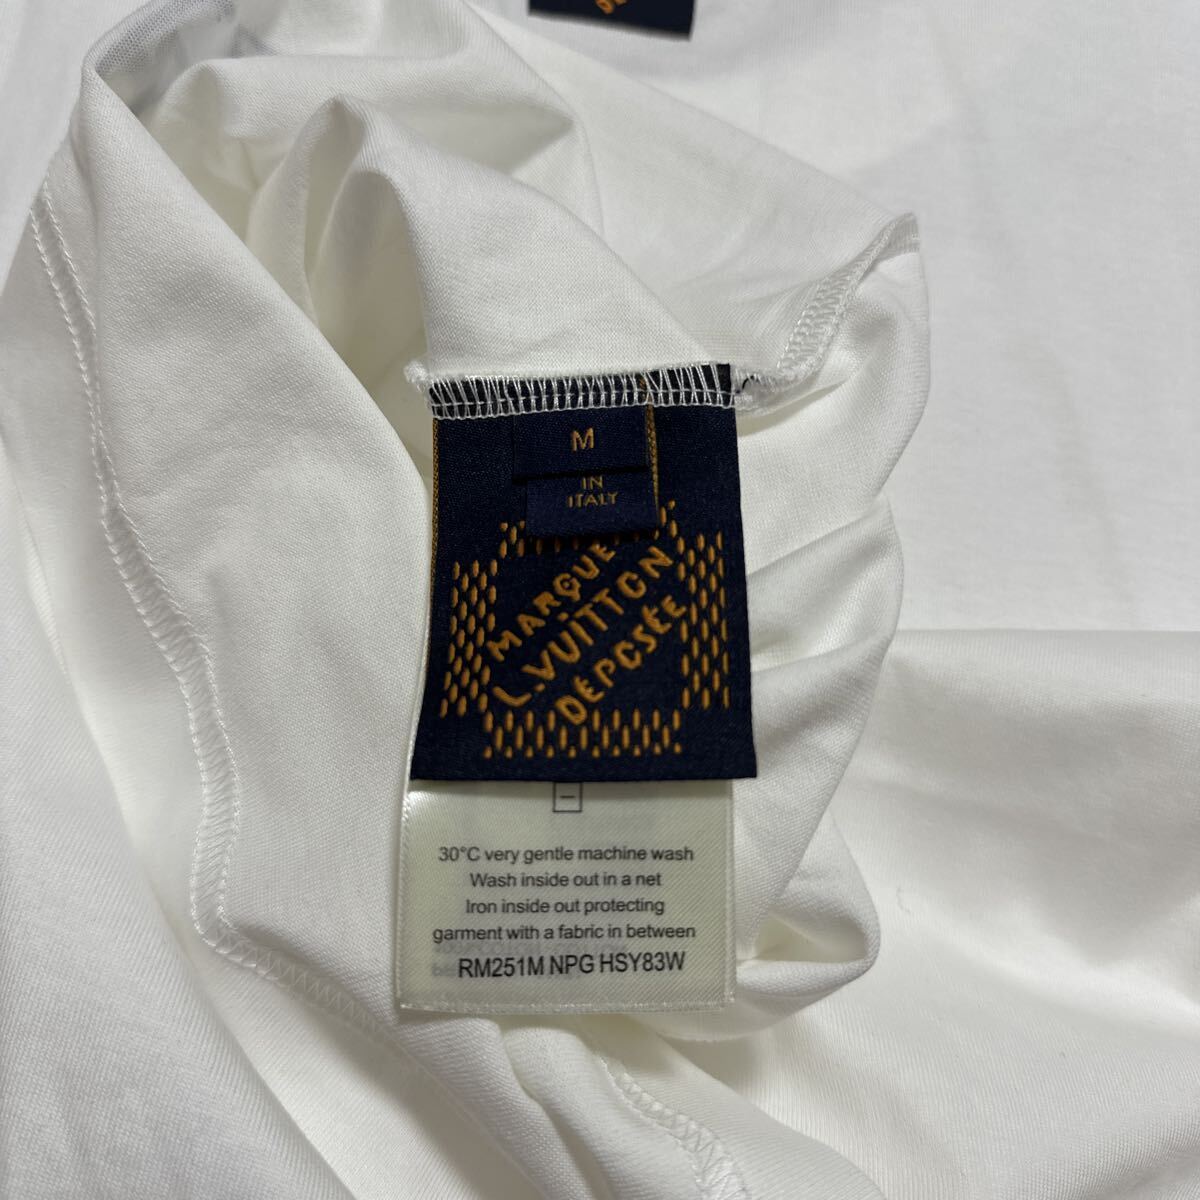 M
IN
ITALY
MARQUE
L.VUITTON
DÉPOSÉE
30°C very gentle machine wash
Wash inside out in a net
Iron inside out protecting
garment with a fabric in between
RM251M NPG HSY83W